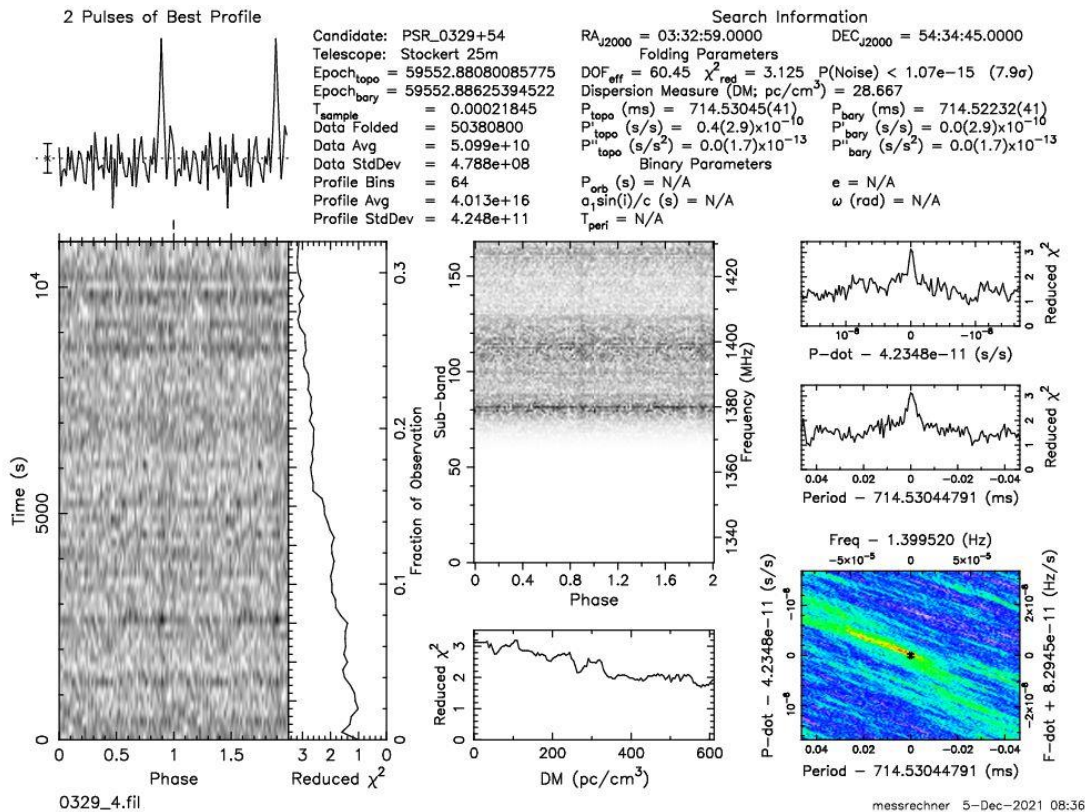 2 Pulses of Best Profile
Search Information
Candidate: PSR_0329+54
Telescope: Stockert 25m
Epoch_topo = 59552.88080085775
Epoch_bary = 59552.88625394522
T_sample = 0.00021845
Data Folded = 50380800
Data Avg = 5.099e+10
Data StdDev = 4.788e+08
Profile Bins = 64
Profile Avg = 4.013e+16
Profile StdDev = 4.248e+11
RA_J2000 = 03:32:59.0000 DEC_J2000 = 54:34:45.0000
Folding Parameters
DOF_eff = 60.45 χ²_red = 3.125 P(Noise) < 1.07e-15 (7.9σ)
Dispersion Measure (DM; pc/cm³) = 28.667
P_topo (ms) = 714.53045(41) P_bary (ms) = 714.52232(41)
P'_topo (s/s) = 0.4(2.9)x10⁻¹⁰ P'_bary (s/s) = 0.0(2.9)x10⁻¹⁰
P''_topo (s/s²) = 0.0(1.7)x10⁻¹³ P''_bary (s/s²) = 0.0(1.7)x10⁻¹³
Binary Parameters
P_orb (s) = N/A e = N/A
a₁sin(i)/c (s) = N/A ω (rad) = N/A
T_peri = N/A
Time (s)
0 5000 10⁴
0 0.5 1 1.5
Phase
3 2 1 0
Reduced χ²
Fraction of Observation
0.0 0.1 0.2 0.3
Sub-band
0 50 100 150
Frequency (MHz)
1340 1360 1380 1400 1420
0 0.4 0.8 1.2 1.6 2
Phase
Reduced χ²
0 1 2 3
0 200 400 600
DM (pc/cm³)
Reduced χ²
0 1 2 3
10⁻⁸ 0 -10⁻⁸
P-dot - 4.2348e-11 (s/s)
Reduced χ²
0 1 2 3
0.04 0.02 0 -0.02 -0.04
Period - 714.53044791 (ms)
Freq - 1.399520 (Hz)
-5×10⁻⁵ 0 5×10⁻⁵
P-dot - 4.2348e-11 (s/s)
-10⁻⁸ 0 10⁻⁸
F-dot + 8.2945e-11 (Hz/s)
2×10⁻⁸ 0 -2×10⁻⁸
0.04 0.02 0 -0.02 -0.04
Period - 714.53044791 (ms)
0329_4.fil
messrechner 5-Dec-2021 08:36